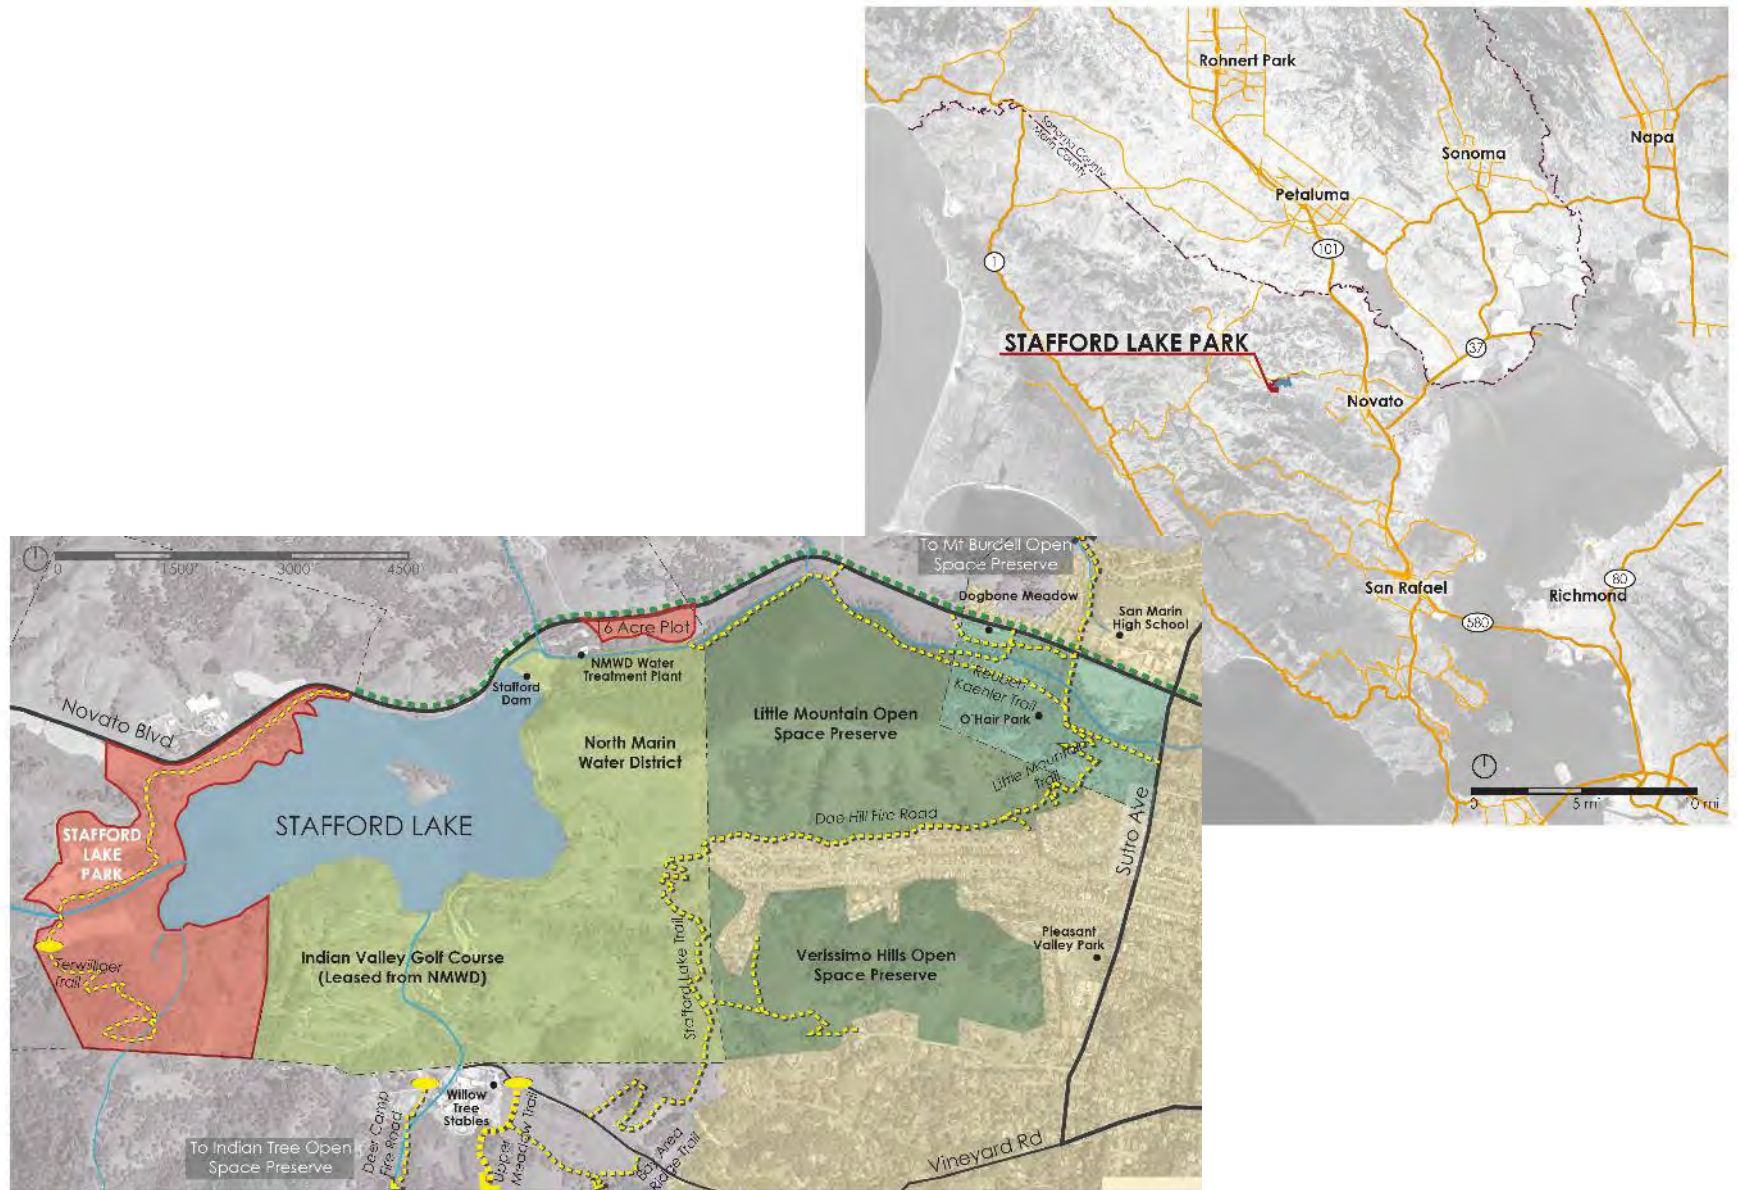 Rohnert Park
Napa
Sonoma County
Marin County
Sonoma
Petaluma
101
1
STAFFORD LAKE PARK
37
Novato
San Rafael
80
Richmond
580
5 mi
0 mi
To Mt Burdell Open
Space Preserve
0
1500'
3000'
4500'
Dogbone Meadow
San Marin
High School
16 Acre Plot
NMWD Water
Treatment Plant
Stafford
Dam
Reuben
Kaehler Trail
Novato Blvd
Little Mountain Open
Space Preserve
O'Hair Park
North Marin
Water District
Little Mountain
Trail
Doe Hill Fire Road
STAFFORD LAKE
STAFFORD
LAKE
PARK
Sutro Ave
Pleasant
Valley Park
Indian Valley Golf Course
(Leased from NMWD)
Verissimo Hills Open
Space Preserve
Terwilliger
Trail
Stafford Lake Trail
Willow
Tree
Stables
Deer Camp
Fire Road
Upper
Meadow Trail
Bay Area
Ridge Trail
To Indian Tree Open
Space Preserve
Vineyard Rd